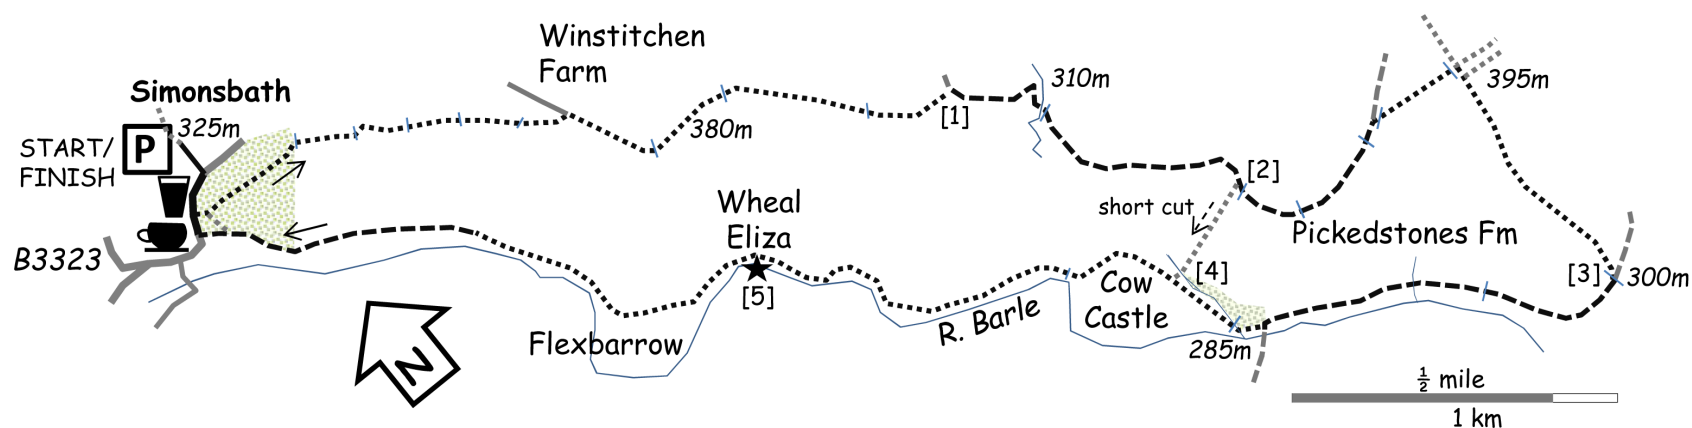 Winstitchen
Farm
Simonsbath
325m
START/
FINISH
P
B3323
380m
[1]
310m
395m
[2]
short cut
Pickedstones Fm
Wheal
Eliza
[5]
[4]
[3]
300m
Cow
Castle
R. Barle
Flexbarrow
285m
N
½ mile
1 km